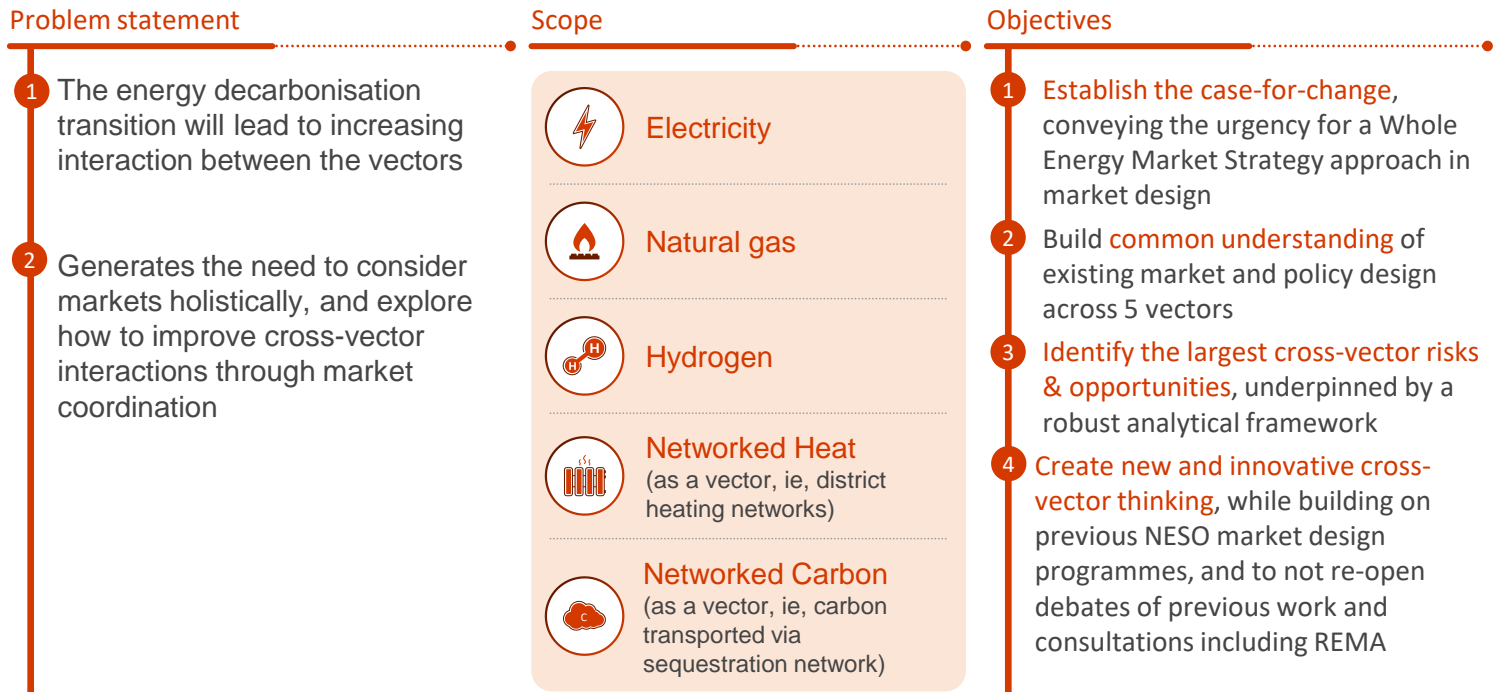 Problem statement
1
The energy decarbonisation
transition will lead to increasing
interaction between the vectors
2
Generates the need to consider
markets holistically, and explore
how to improve cross-vector
interactions through market
coordination
Scope
Electricity
Natural gas
H H
Hydrogen
Networked Heat
(as a vector, ie, district
heating networks)
C
Networked Carbon
(as a vector, ie, carbon
transported via
sequestration network)
Objectives
1
Establish the case-for-change,
conveying the urgency for a Whole
Energy Market Strategy approach in
market design
2
Build common understanding of
existing market and policy design
across 5 vectors
3
Identify the largest cross-vector risks
& opportunities, underpinned by a
robust analytical framework
4
Create new and innovative cross-
vector thinking, while building on
previous NESO market design
programmes, and to not re-open
debates of previous work and
consultations including REMA